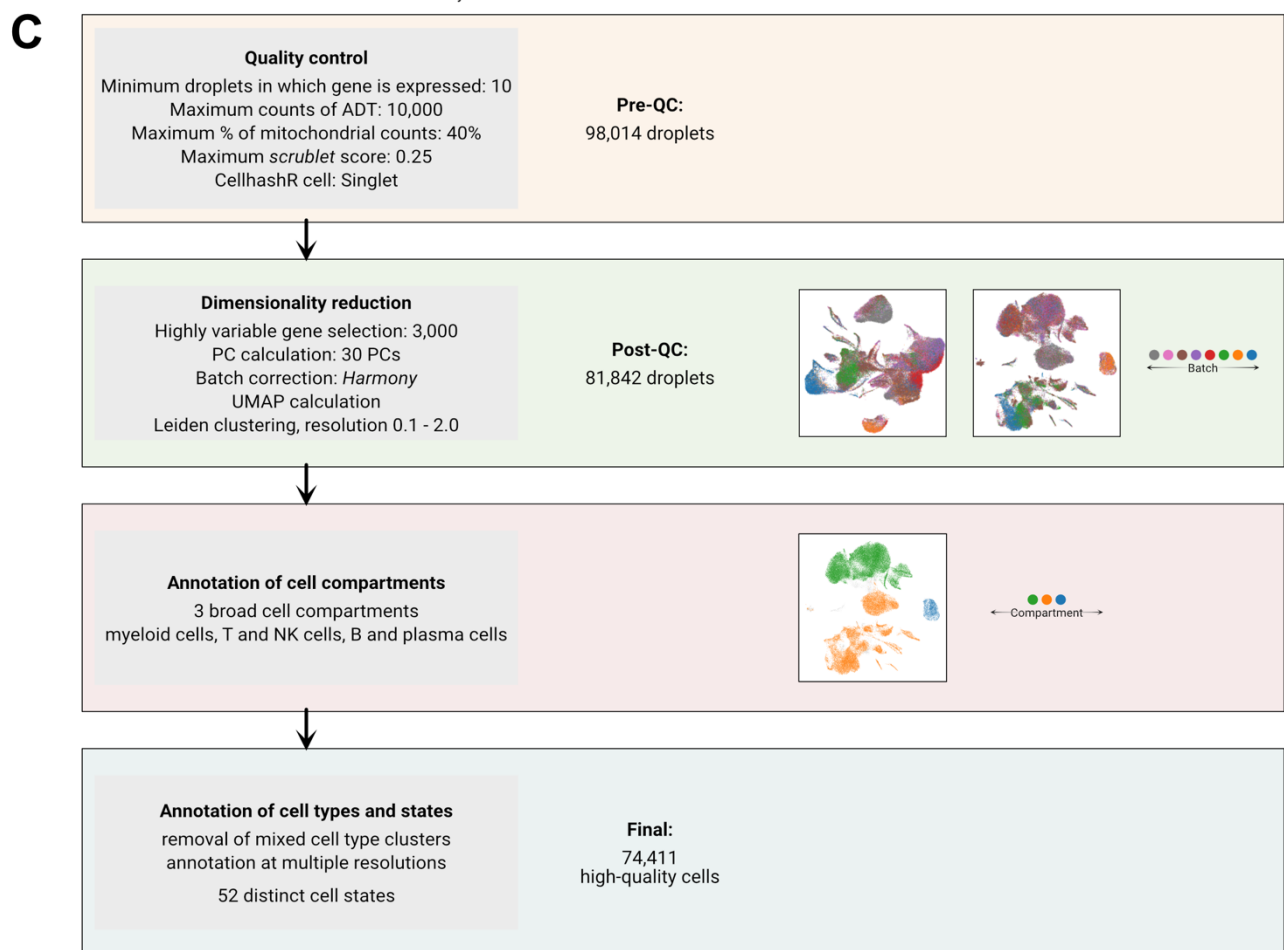 C
Quality control
Minimum droplets in which gene is expressed: 10
Maximum counts of ADT: 10,000
Maximum % of mitochondrial counts: 40%
Maximum scrublet score: 0.25
CellhashR cell: Singlet
Pre-QC:
98,014 droplets
Dimensionality reduction
Highly variable gene selection: 3,000
PC calculation: 30 PCs
Batch correction: Harmony
UMAP calculation
Leiden clustering, resolution 0.1 - 2.0
Post-QC:
81,842 droplets
Batch
Annotation of cell compartments
3 broad cell compartments
myeloid cells, T and NK cells, B and plasma cells
Compartment
Annotation of cell types and states
removal of mixed cell type clusters
annotation at multiple resolutions
52 distinct cell states
Final:
74,411
high-quality cells